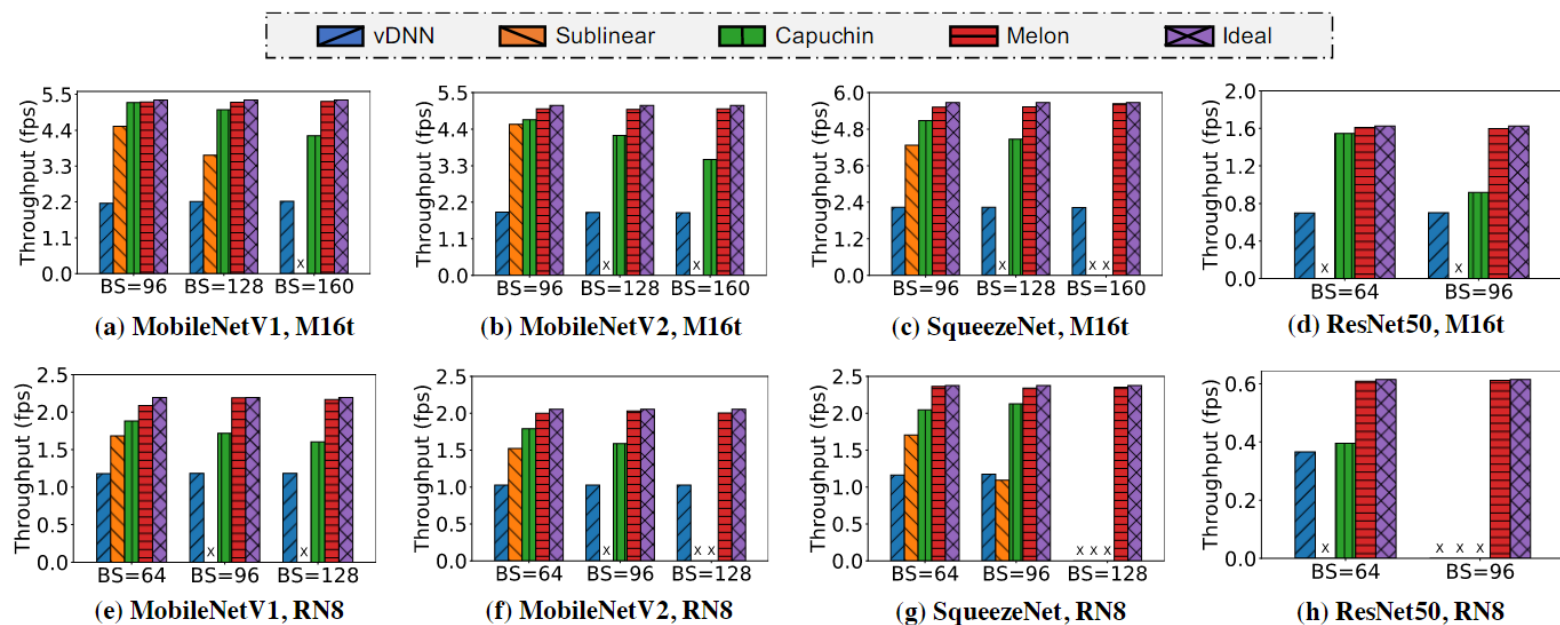 vDNN Sublinear Capuchin Melon Ideal
Throughput (fps)
5.5
4.4
3.3
2.2
1.1
0.0
x
BS=96 BS=128 BS=160
(a) MobileNetV1, M16t
Throughput (fps)
5.5
4.4
3.3
2.2
1.1
0.0
x x
BS=96 BS=128 BS=160
(b) MobileNetV2, M16t
Throughput (fps)
6.0
4.8
3.6
2.4
1.2
0.0
x x x
BS=96 BS=128 BS=160
(c) SqueezeNet, M16t
Throughput (fps)
2.0
1.6
1.2
0.8
0.4
0.0
x x
BS=64 BS=96
(d) ResNet50, M16t
Throughput (fps)
2.5
2.0
1.5
1.0
0.5
0.0
x x
BS=64 BS=96 BS=128
(e) MobileNetV1, RN8
Throughput (fps)
2.5
2.0
1.5
1.0
0.5
0.0
x x x
BS=64 BS=96 BS=128
(f) MobileNetV2, RN8
Throughput (fps)
2.5
2.0
1.5
1.0
0.5
0.0
x x x
BS=64 BS=96 BS=128
(g) SqueezeNet, RN8
Throughput (fps)
0.6
0.4
0.2
0.0
x x x x
BS=64 BS=96
(h) ResNet50, RN8